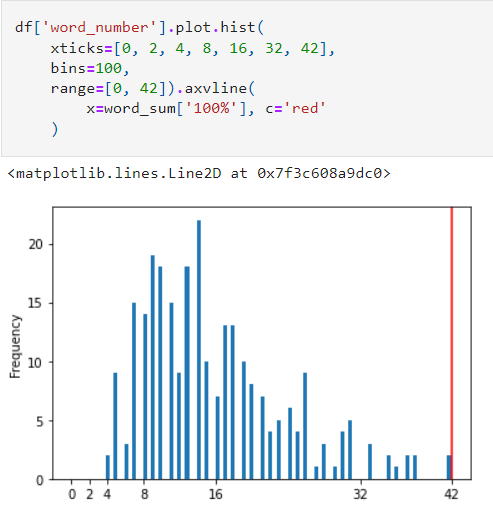 df['word_number'].plot.hist(
    xticks=[0, 2, 4, 8, 16, 32, 42],
    bins=100,
    range=[0, 42]).axvline(
        x=word_sum['100%'], c='red'
    )
<matplotlib.lines.Line2D at 0x7f3c608a9dc0>
20
15
10
5
0
Frequency
0 2 4 8 16 32 42